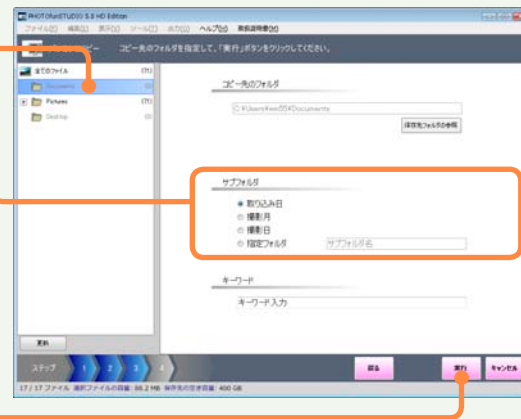 PHOTOfunSTUDIO 5.0 HD Edition
ファイル(F) 編集(E) 表示(V) ツール(T) 出力(O) ヘルプ(H) 取扱説明書(M)
コピー コピー先のフォルダを指定して、「実行」ボタンをクリックしてください。
全てのファイル (71)
Documents
Pictures (71)
Desktop
コピー先のフォルダ
保存先フォルダの参照
サブフォルダ
取り込み日
撮影月
撮影日
指定フォルダ サブフォルダ名
キーワード
キーワード入力
更新
ステップ 1 2 3 4
戻る 実行 キャンセル
17 / 17 ファイル 選択ファイルの容量: 88.2 MB 保存先の空き容量: 400 GB